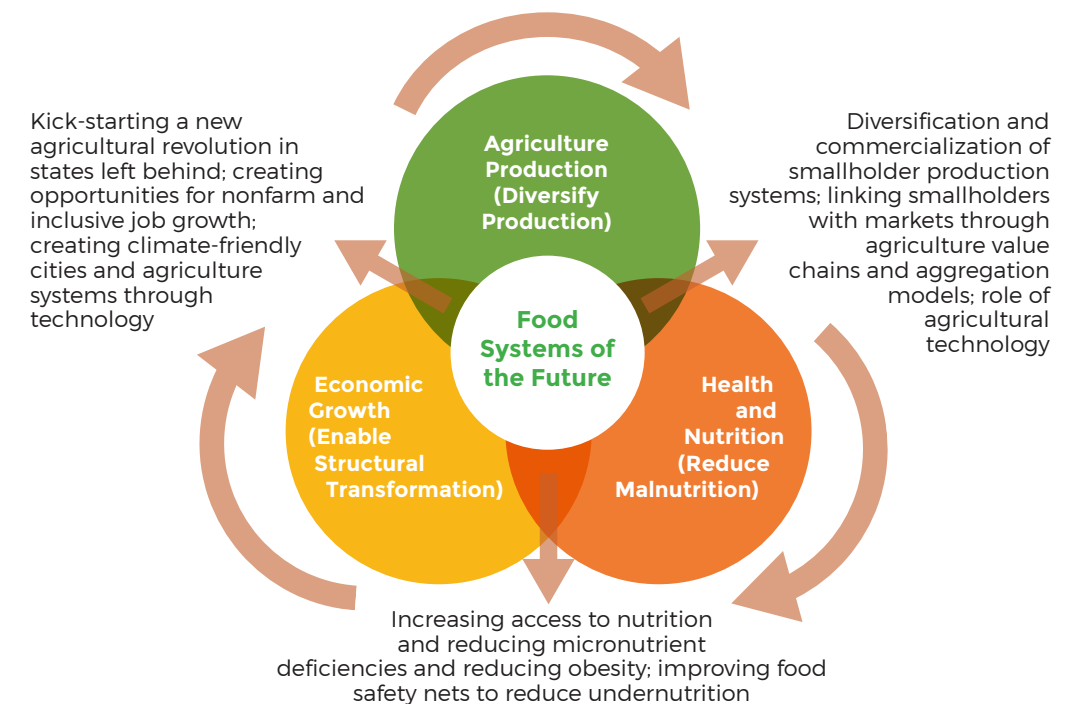 Agriculture
Production
(Diversify
Production)
Kick-starting a new
agricultural revolution in
states left behind; creating
opportunities for nonfarm and
inclusive job growth;
creating climate-friendly
cities and agriculture
systems through
technology
Diversification and
commercialization of
smallholder production
systems; linking smallholders
with markets through
agriculture value
chains and aggregation
models; role of
agricultural
technology
Food
Systems of
the Future
Economic
Growth
(Enable
Structural
Transformation)
Health
and
Nutrition
(Reduce
Malnutrition)
Increasing access to nutrition
and reducing micronutrient
deficiencies and reducing obesity; improving food
safety nets to reduce undernutrition